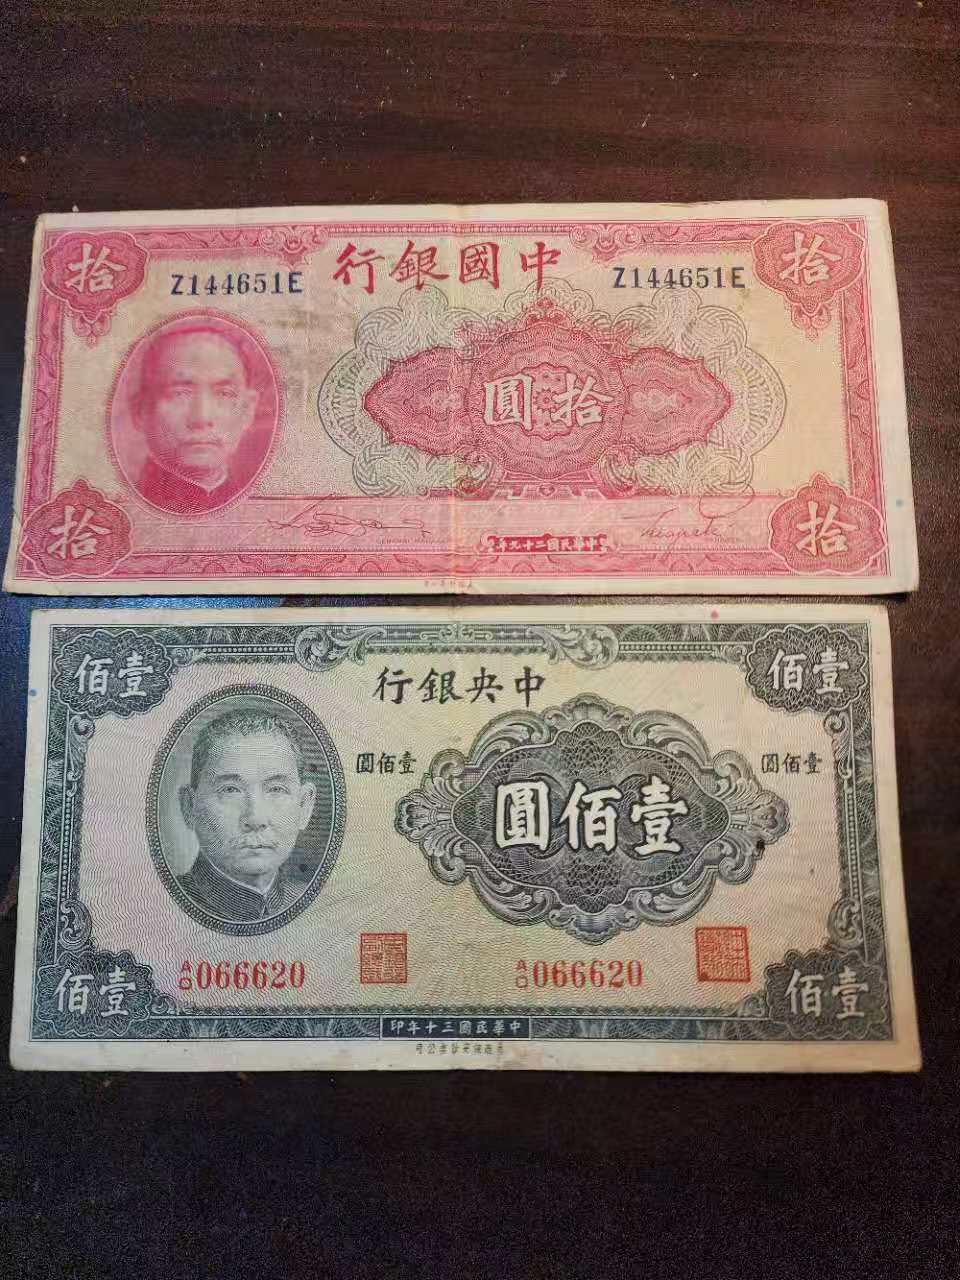 拾 中國銀行 拾
Z144651E Z144651E
拾圓
拾 拾
中華民國二十九年
壹佰 中央銀行 壹佰
壹佰圓 壹佰圓
壹佰圓
A/D 066620 A/D 066620
壹佰 壹佰
中華民國三十年印